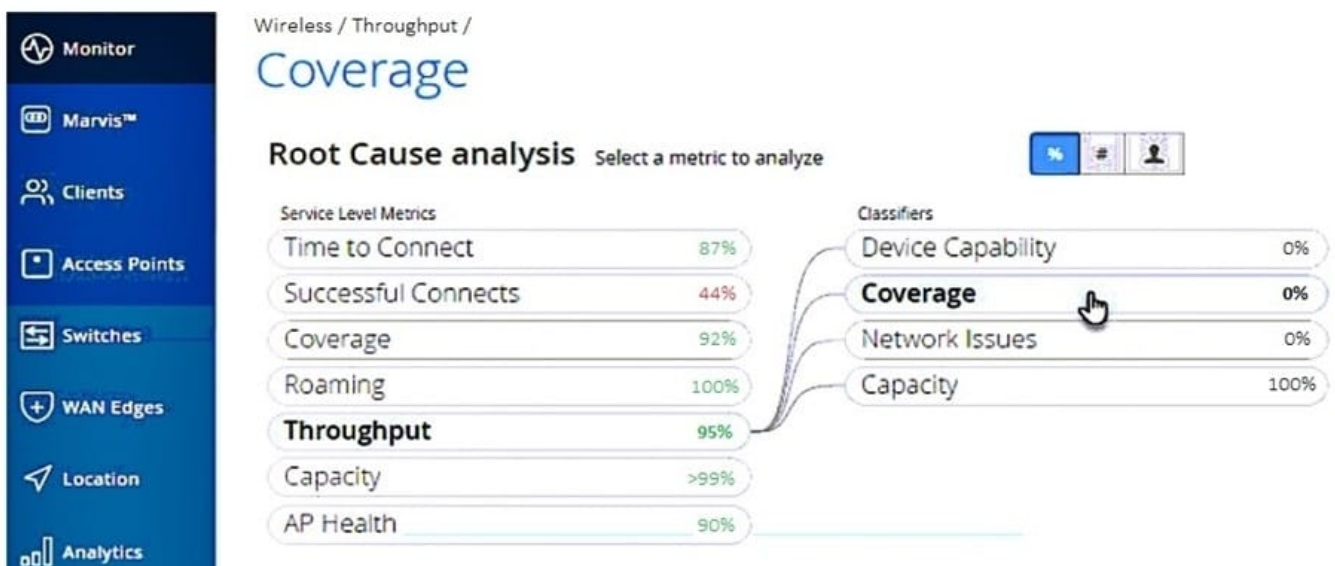 Monitor
Marvis™
Clients
Access Points
Switches
WAN Edges
Location
Analytics
Wireless / Throughput /
Coverage
Root Cause analysis Select a metric to analyze
% #
Service Level Metrics
Time to Connect 87%
Successful Connects 44%
Coverage 92%
Roaming 100%
Throughput 95%
Capacity >99%
AP Health 90%
Classifiers
Device Capability 0%
Coverage 0%
Network Issues 0%
Capacity 100%